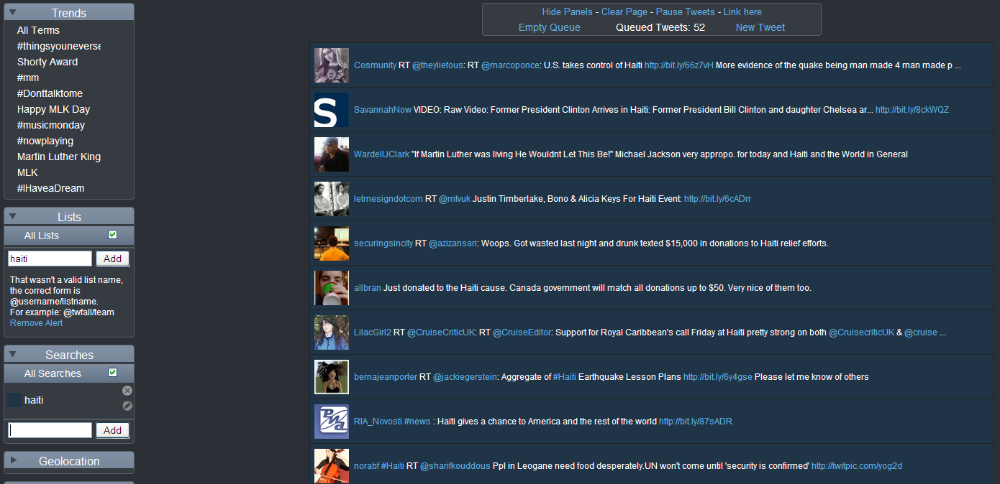 Trends
All Terms
#thingsyouneverse
Shorty Award
#mm
#Donttalktome
Happy MLK Day
#musicmonday
#nowplaying
Martin Luther King
MLK
#IHaveaDream
Lists
All Lists
haiti Add
That wasn't a valid list name,
the correct form is
@username/listname.
For example: @twfall/team
Remove Alert
Searches
All Searches
haiti
Add
Geolocation
Hide Panels - Clear Page - Pause Tweets - Link here
Empty Queue Queued Tweets: 52 New Tweet
Cosmunity RT @theylietous: RT @marcoponce: U.S. takes control of Haiti http://bit.ly/66z7vH More evidence of the quake being man made 4 man made p ...
S
SavannahNow VIDEO: Raw Video: Former President Clinton Arrives in Haiti: Former President Bill Clinton and daughter Chelsea ar... http://bit.ly/8ckWQZ
WardellJClark "If Martin Luther was living He Wouldnt Let This Be!" Michael Jackson very appropo. for today and Haiti and the World in General
letmesigndotcom RT @mtvuk Justin Timberlake, Bono & Alicia Keys For Haiti Event: http://bit.ly/6cADrr
securingsincity RT @azizansari: Woops. Got wasted last night and drunk texted $15,000 in donations to Haiti relief efforts.
allbran Just donated to the Haiti cause. Canada government will match all donations up to $50. Very nice of them too.
LilacGirl2 RT @CruiseCriticUK: RT @CruiseEditor: Support for Royal Caribbean's call Friday at Haiti pretty strong on both @CruisecriticUK & @cruise ...
bernajeanporter RT @jackiegerstein: Aggregate of #Haiti Earthquake Lesson Plans http://bit.ly/6y4gse Please let me know of others
RIA_Novosti #news : Haiti gives a chance to America and the rest of the world http://bit.ly/87sADR
norabf #Haiti RT @sharifkouddous Ppl in Leogane need food desperately.UN won't come until 'security is confirmed' http://twitpic.com/yog2d